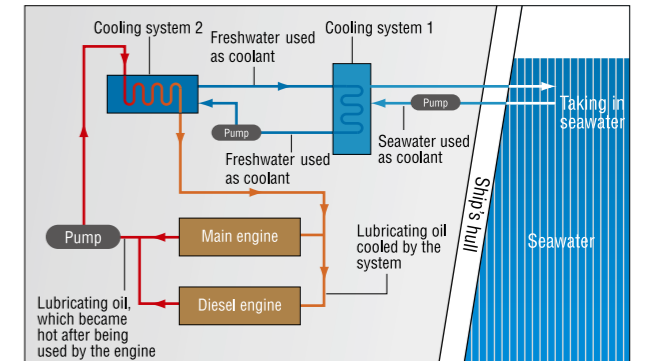 Cooling system 2
Freshwater used
as coolant
Cooling system 1
Pump
Taking in
seawater
Pump
Freshwater used
as coolant
Seawater used
as coolant
Ship's hull
Pump
Main engine
Lubricating oil
cooled by the
system
Seawater
Diesel engine
Lubricating oil,
which became
hot after being
used by the engine